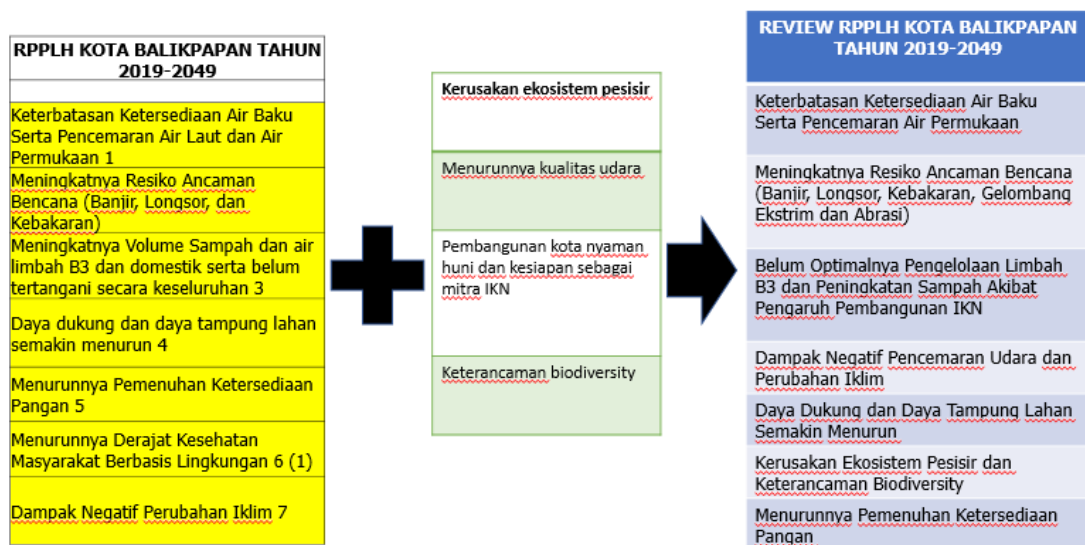 RPPLH KOTA BALIKPAPAN TAHUN
2019-2049
Keterbatasan Ketersediaan Air Baku
Serta Pencemaran Air Laut dan Air
Permukaan 1
Meningkatnya Resiko Ancaman
Bencana (Banjir, Longsor, dan
Kebakaran)
Meningkatnya Volume Sampah dan air
limbah B3 dan domestik serta belum
tertangani secara keseluruhan 3
Daya dukung dan daya tampung lahan
semakin menurun 4
Menurunnya Pemenuhan Ketersediaan
Pangan 5
Menurunnya Derajat Kesehatan
Masyarakat Berbasis Lingkungan 6 (1)
Dampak Negatif Perubahan Iklim 7
Kerusakan ekosistem pesisir
Menurunnya kualitas udara
Pembangunan kota nyaman
huni dan kesiapan sebagai
mitra IKN
Keterancaman biodiversity
REVIEW RPPLH KOTA BALIKPAPAN
TAHUN 2019-2049
Keterbatasan Ketersediaan Air Baku
Serta Pencemaran Air Permukaan
Meningkatnya Resiko Ancaman Bencana
(Banjir, Longsor, Kebakaran, Gelombang
Ekstrim dan Abrasi)
Belum Optimalnya Pengelolaan Limbah
B3 dan Peningkatan Sampah Akibat
Pengaruh Pembangunan IKN
Dampak Negatif Pencemaran Udara dan
Perubahan Iklim
Daya Dukung dan Daya Tampung Lahan
Semakin Menurun
Kerusakan Ekosistem Pesisir dan
Keterancaman Biodiversity
Menurunnya Pemenuhan Ketersediaan
Pangan